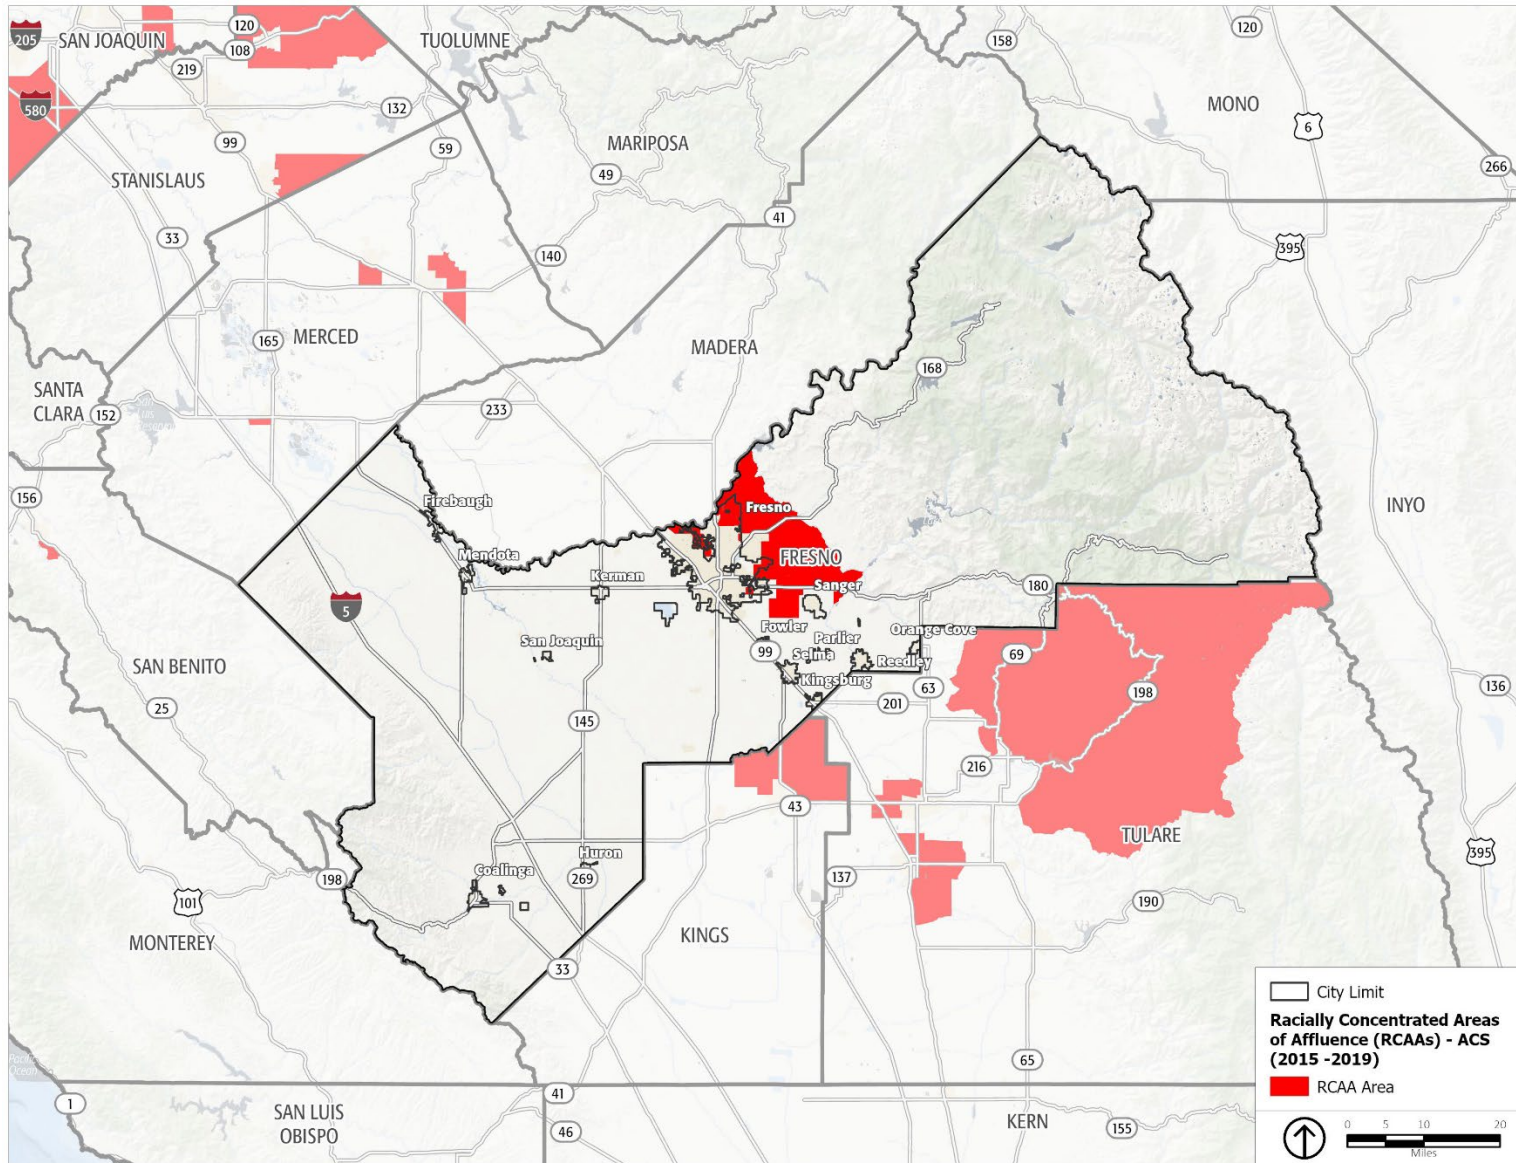 120
205
SAN JOAQUIN
TUOLUMNE
158
120
108
219
MONO
580
132
6
99
59
MARIPOSA
266
STANISLAUS
49
41
33
140
395
165
MERCED
MADERA
168
SANTA
CLARA
152
233
156
Firebaugh
INYO
Fresno
Mendota
FRESNO
Kerman
Sanger
180
5
Fowler
Orange Cove
San Joaquin
Parlier
99
Selma
69
SAN BENITO
Reedley
Kingsburg
63
198
136
201
25
145
216
43
TULARE
395
Huron
Coalinga
198
269
137
101
190
MONTEREY
KINGS
33
65
41
1
SAN LUIS
OBISPO
46
KERN
155
Pacific
Ocean
City Limit
Racially Concentrated Areas
of Affluence (RCAAs) - ACS
(2015 -2019)
RCAA Area
0 5 10 20
Miles